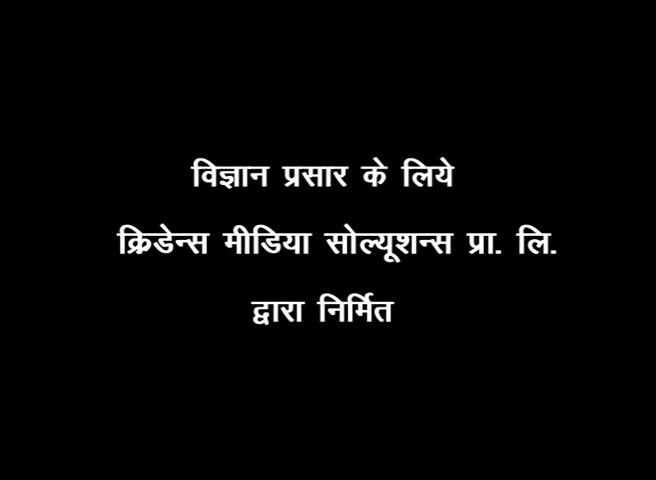 विज्ञान प्रसार के लिये
क्रिडेन्स मीडिया सोल्यूशन्स प्रा. लि.
द्वारा निर्मित